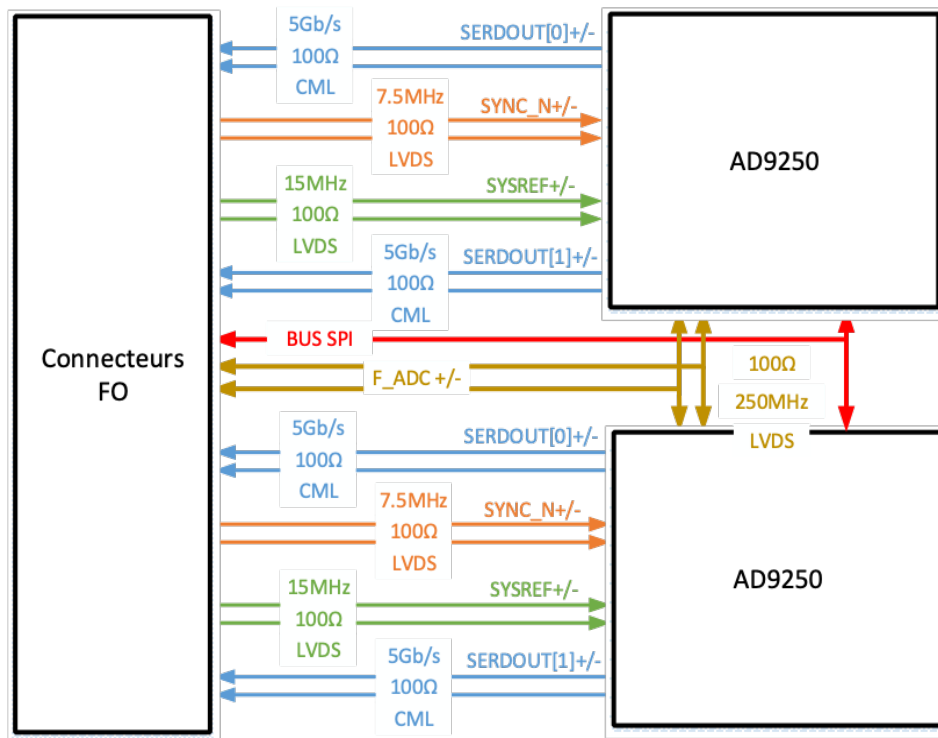 5Gb/s
100Ω
CML
SERDOUT[0]+/-
7.5MHz
100Ω
LVDS
SYNC_N+/-
15MHz
100Ω
LVDS
SYSREF+/-
5Gb/s
100Ω
CML
SERDOUT[1]+/-
AD9250
Connecteurs
FO
BUS SPI
F_ADC +/-
100Ω
250MHz
LVDS
5Gb/s
100Ω
CML
SERDOUT[0]+/-
7.5MHz
100Ω
LVDS
SYNC_N+/-
15MHz
100Ω
LVDS
SYSREF+/-
5Gb/s
100Ω
CML
SERDOUT[1]+/-
AD9250